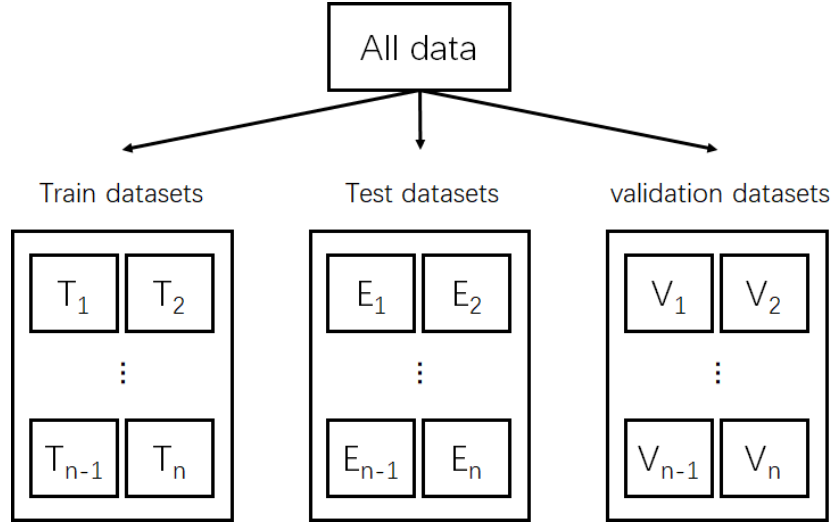 All data
Train datasets Test datasets validation datasets
T₁ T₂ E₁ E₂ V₁ V₂
⋮ ⋮ ⋮
Tₙ₋₁ Tₙ Eₙ₋₁ Eₙ Vₙ₋₁ Vₙ